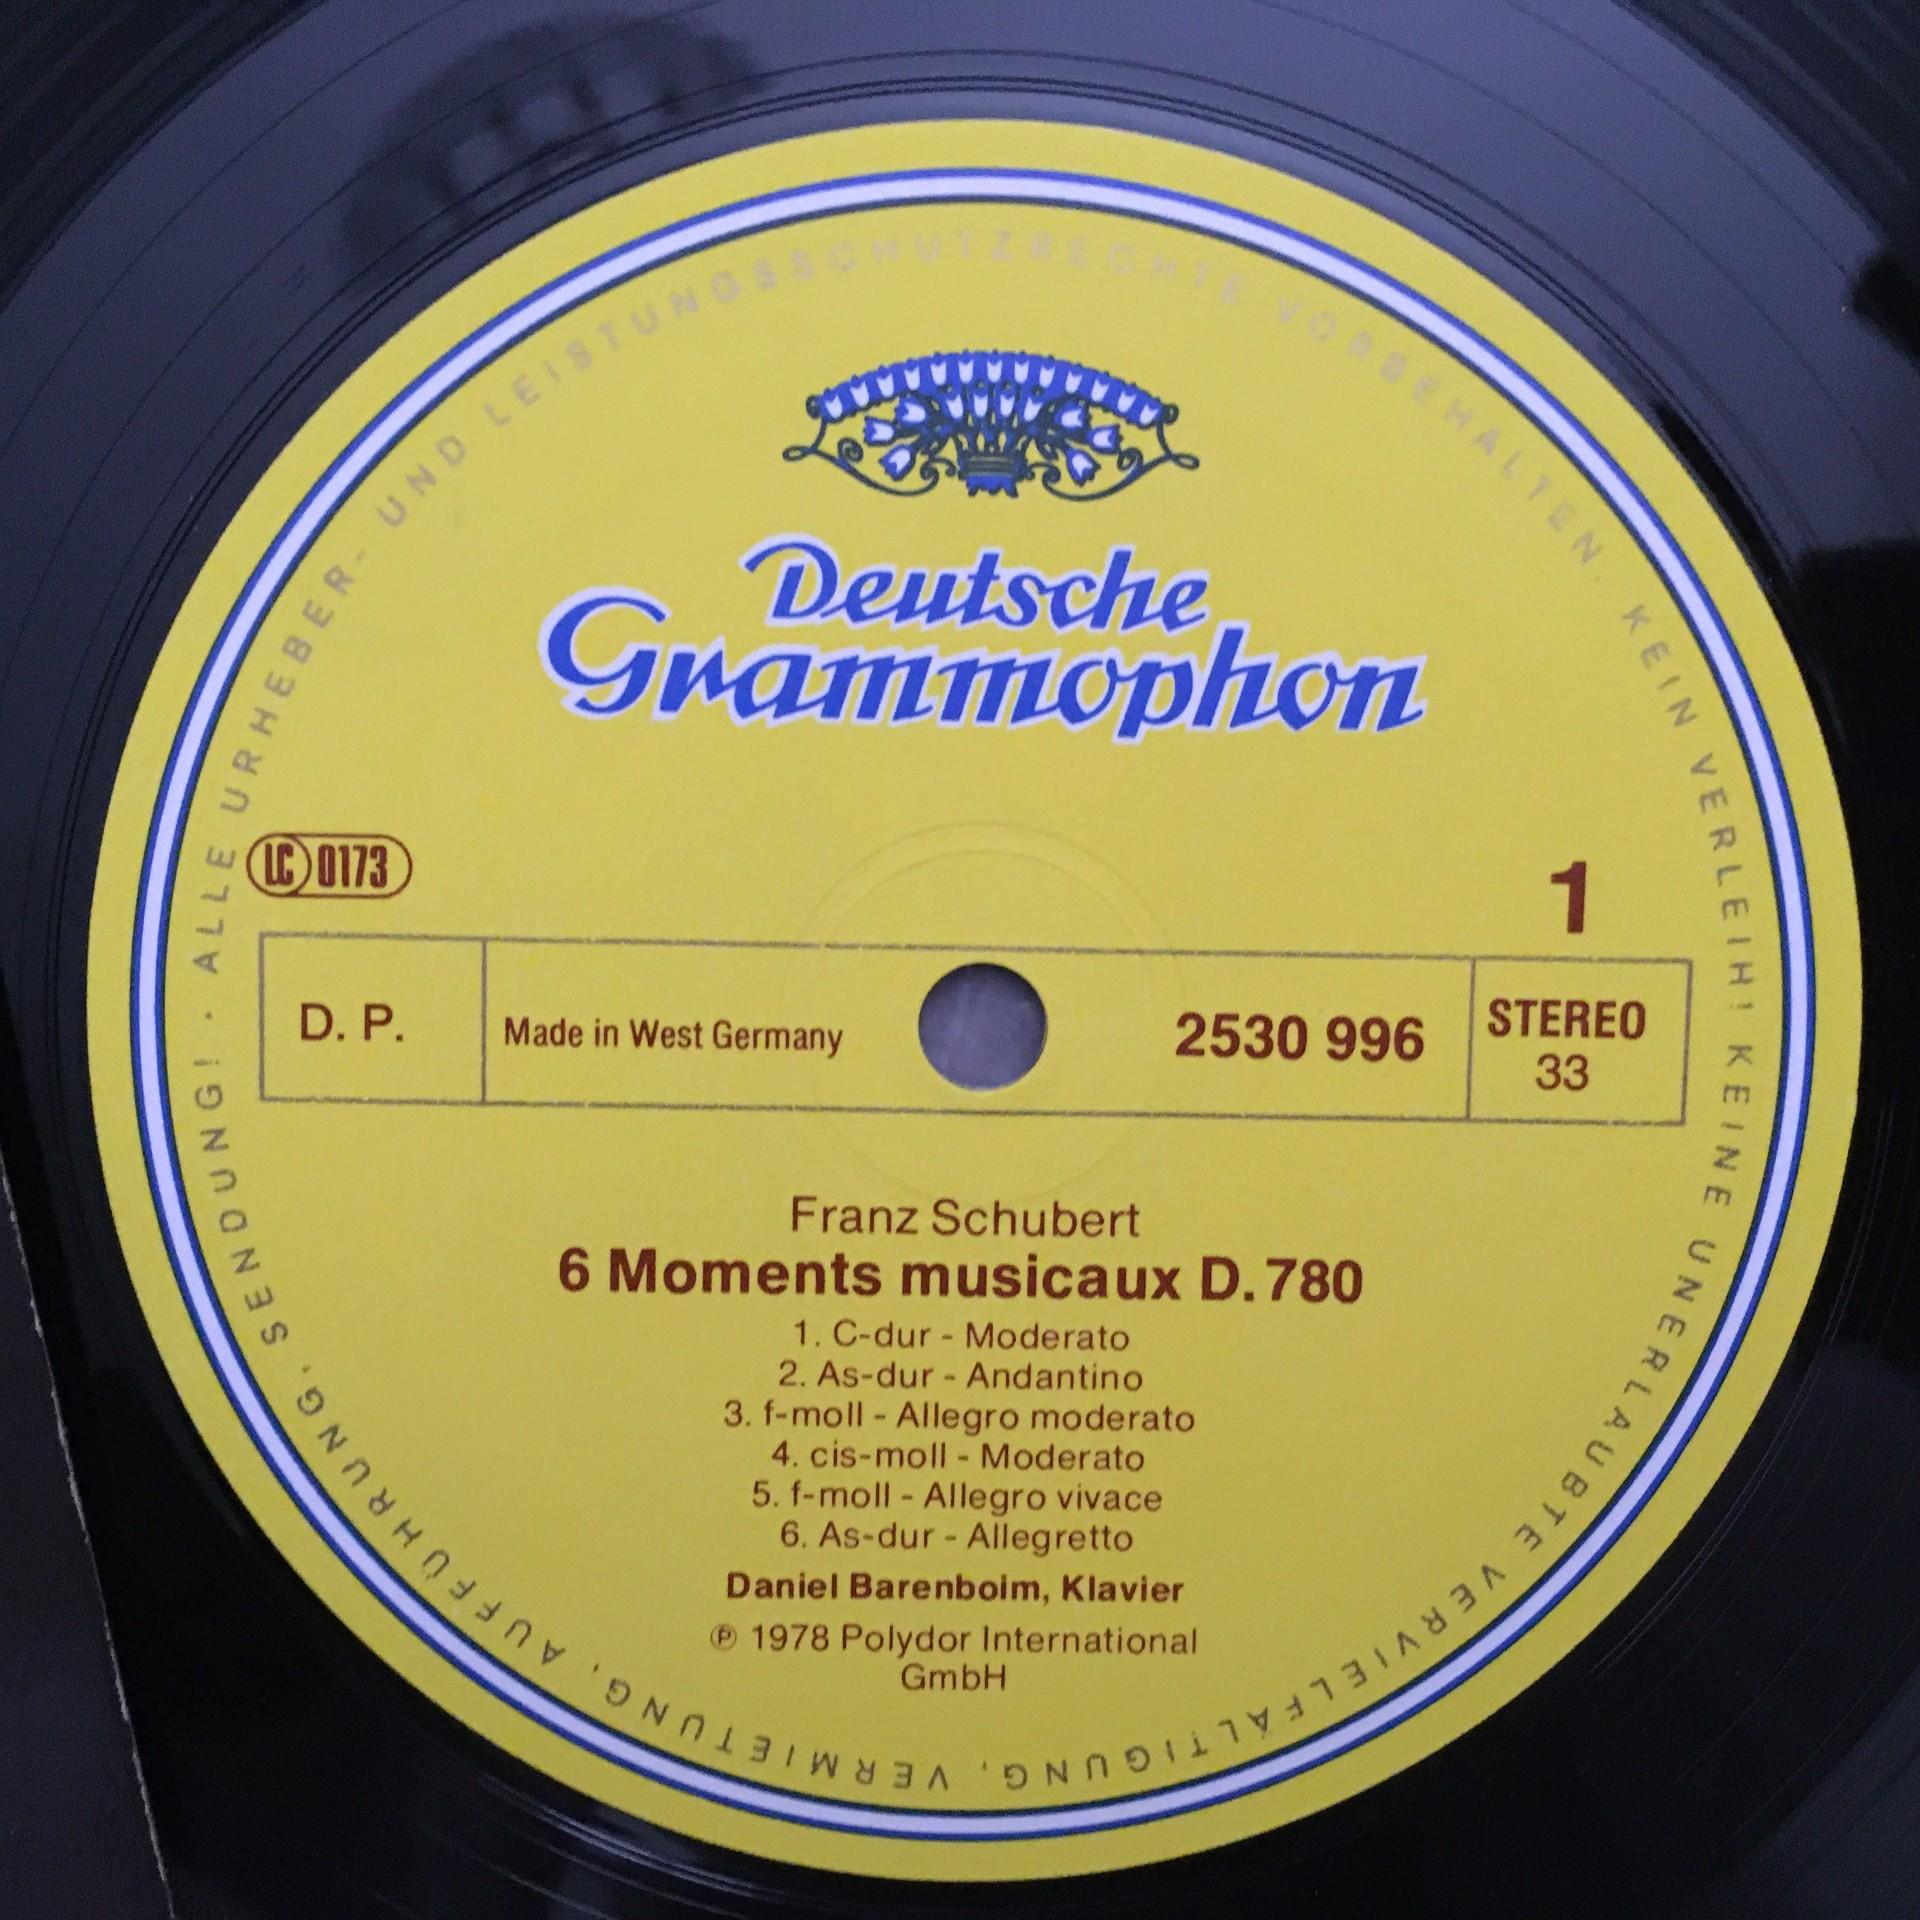 ALLE URHEBER- UND LEISTUNGSSCHUTZRECHTE VORBEHALTEN. KEIN VERLEIH! KEINE UNERLAUBTE VERVIELFÄLTIGUNG, VERMIETUNG, AUFFÜHRUNG, SENDUNG! ·
Deutsche
Grammophon
LC 0173
1
D. P.
Made in West Germany
2530 996
STEREO
33
Franz Schubert
6 Moments musicaux D. 780
1. C-dur - Moderato
2. As-dur - Andantino
3. f-moll - Allegro moderato
4. cis-moll - Moderato
5. f-moll - Allegro vivace
6. As-dur - Allegretto
Daniel Barenboim, Klavier
℗ 1978 Polydor International
GmbH